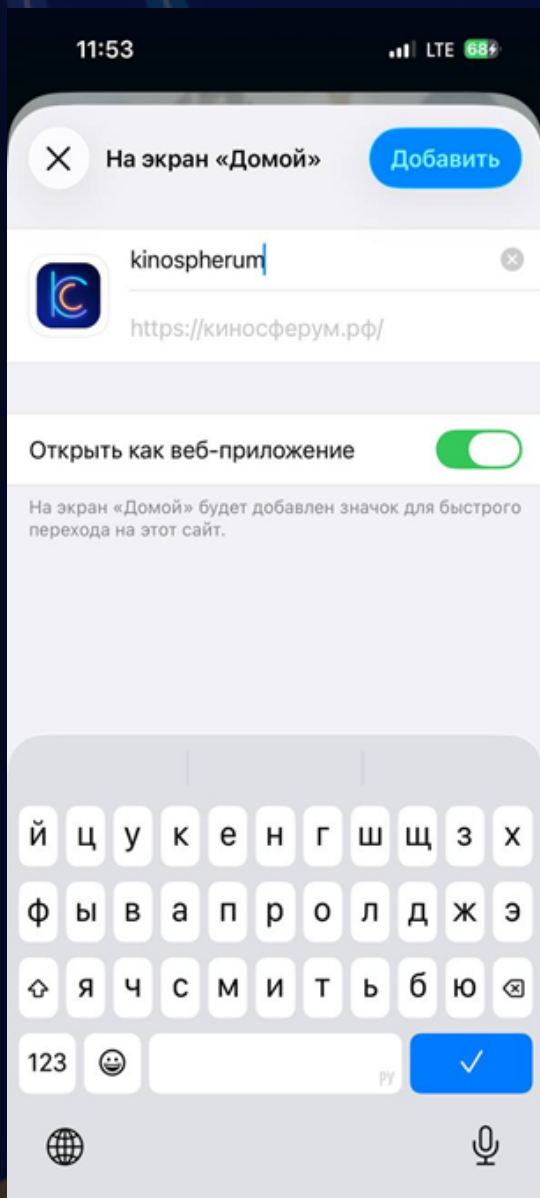 11:53
LTE 68
На экран «Домой»
Добавить
kinospherum
https://киносферум.рф/
Открыть как веб-приложение
На экран «Домой» будет добавлен значок для быстрого
перехода на этот сайт.
й ц у к е н г ш щ з х
ф ы в а п р о л д ж э
я ч с м и т ь б ю
123
РУ